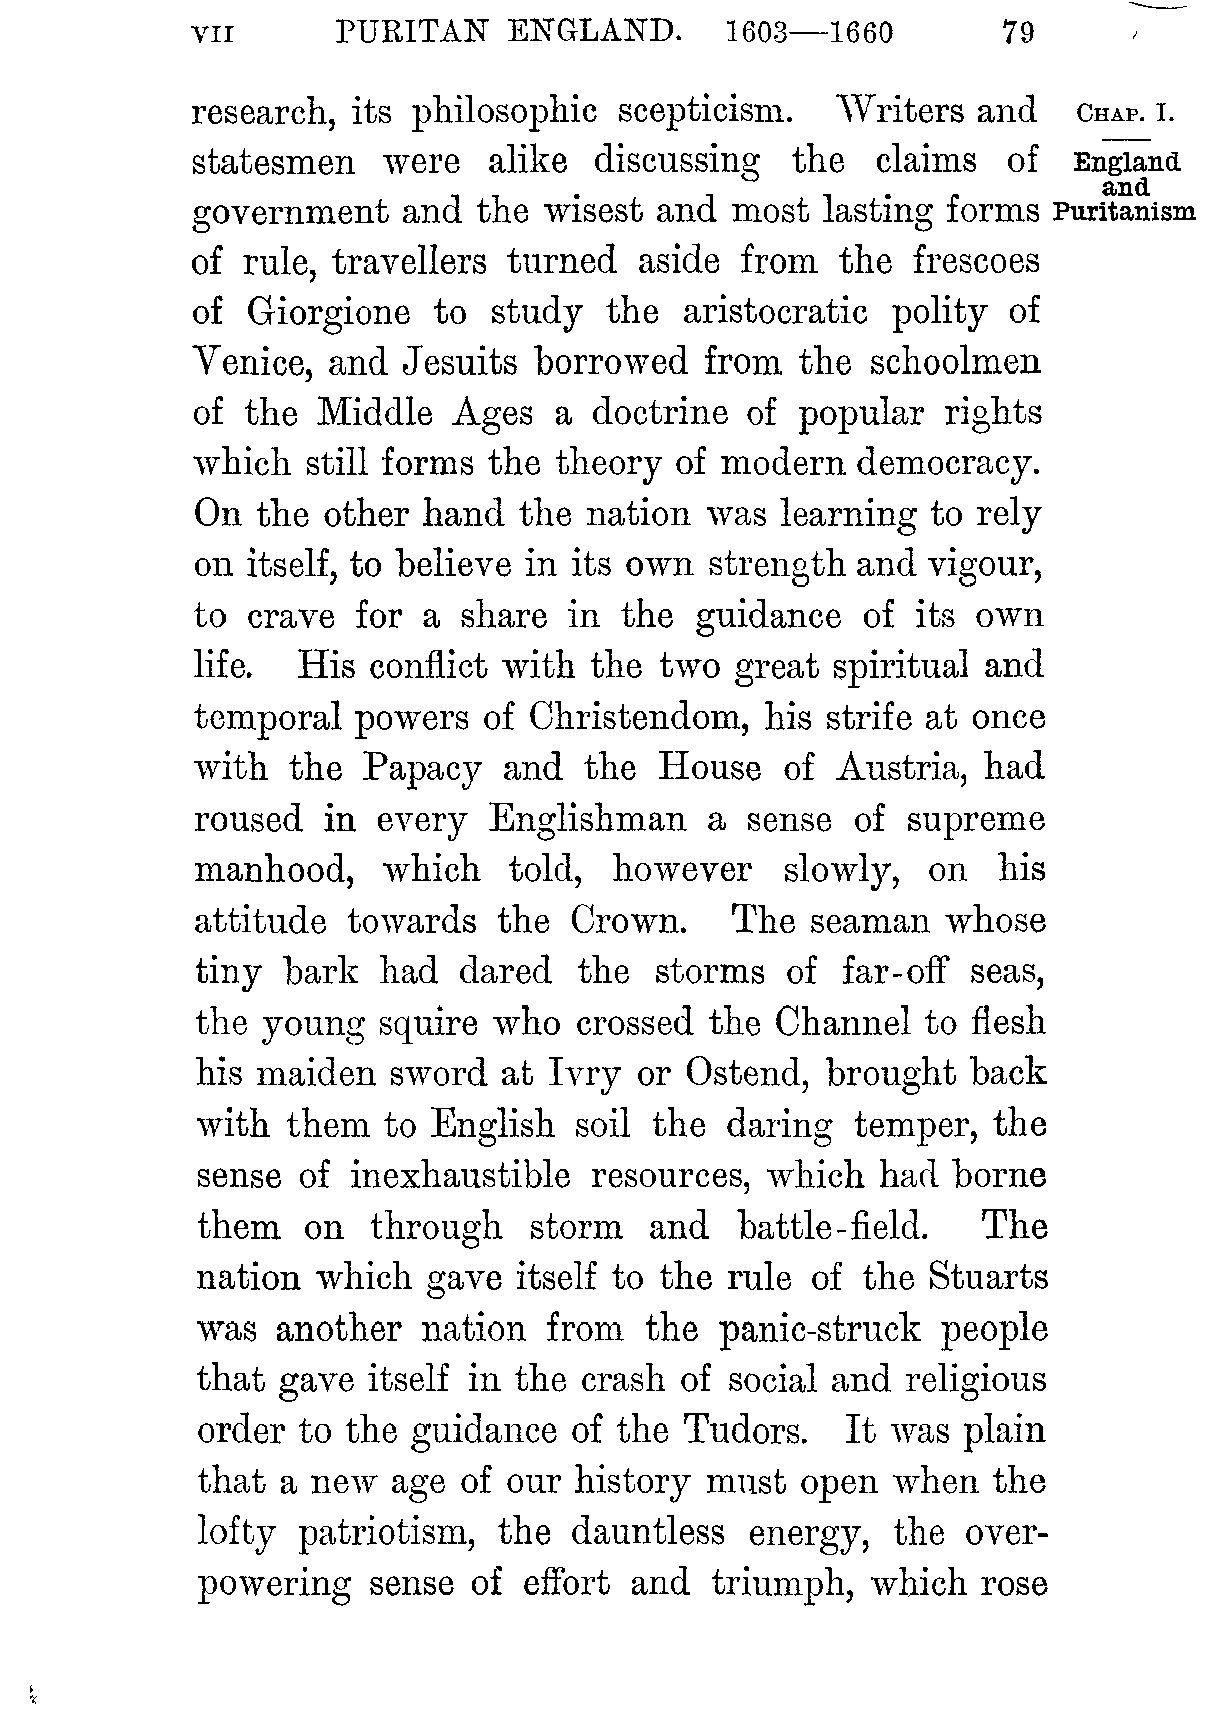 VII PURITAN ENGLAND. 1603—1660 79
research, its philosophic scepticism. Writers and
statesmen were alike discussing the claims of
government and the wisest and most lasting forms
of rule, travellers turned aside from the frescoes
of Giorgione to study the aristocratic polity of
Venice, and Jesuits borrowed from the schoolmen
of the Middle Ages a doctrine of popular rights
which still forms the theory of modern democracy.
On the other hand the nation was learning to rely
on itself, to believe in its own strength and vigour,
to crave for a share in the guidance of its own
life. His conflict with the two great spiritual and
temporal powers of Christendom, his strife at once
with the Papacy and the House of Austria, had
roused in every Englishman a sense of supreme
manhood, which told, however slowly, on his
attitude towards the Crown. The seaman whose
tiny bark had dared the storms of far-off seas,
the young squire who crossed the Channel to flesh
his maiden sword at Ivry or Ostend, brought back
with them to English soil the daring temper, the
sense of inexhaustible resources, which had borne
them on through storm and battle-field. The
nation which gave itself to the rule of the Stuarts
was another nation from the panic-struck people
that gave itself in the crash of social and religious
order to the guidance of the Tudors. It was plain
that a new age of our history must open when the
lofty patriotism, the dauntless energy, the over-
powering sense of effort and triumph, which rose
CHAP. I.
England
and
Puritanism